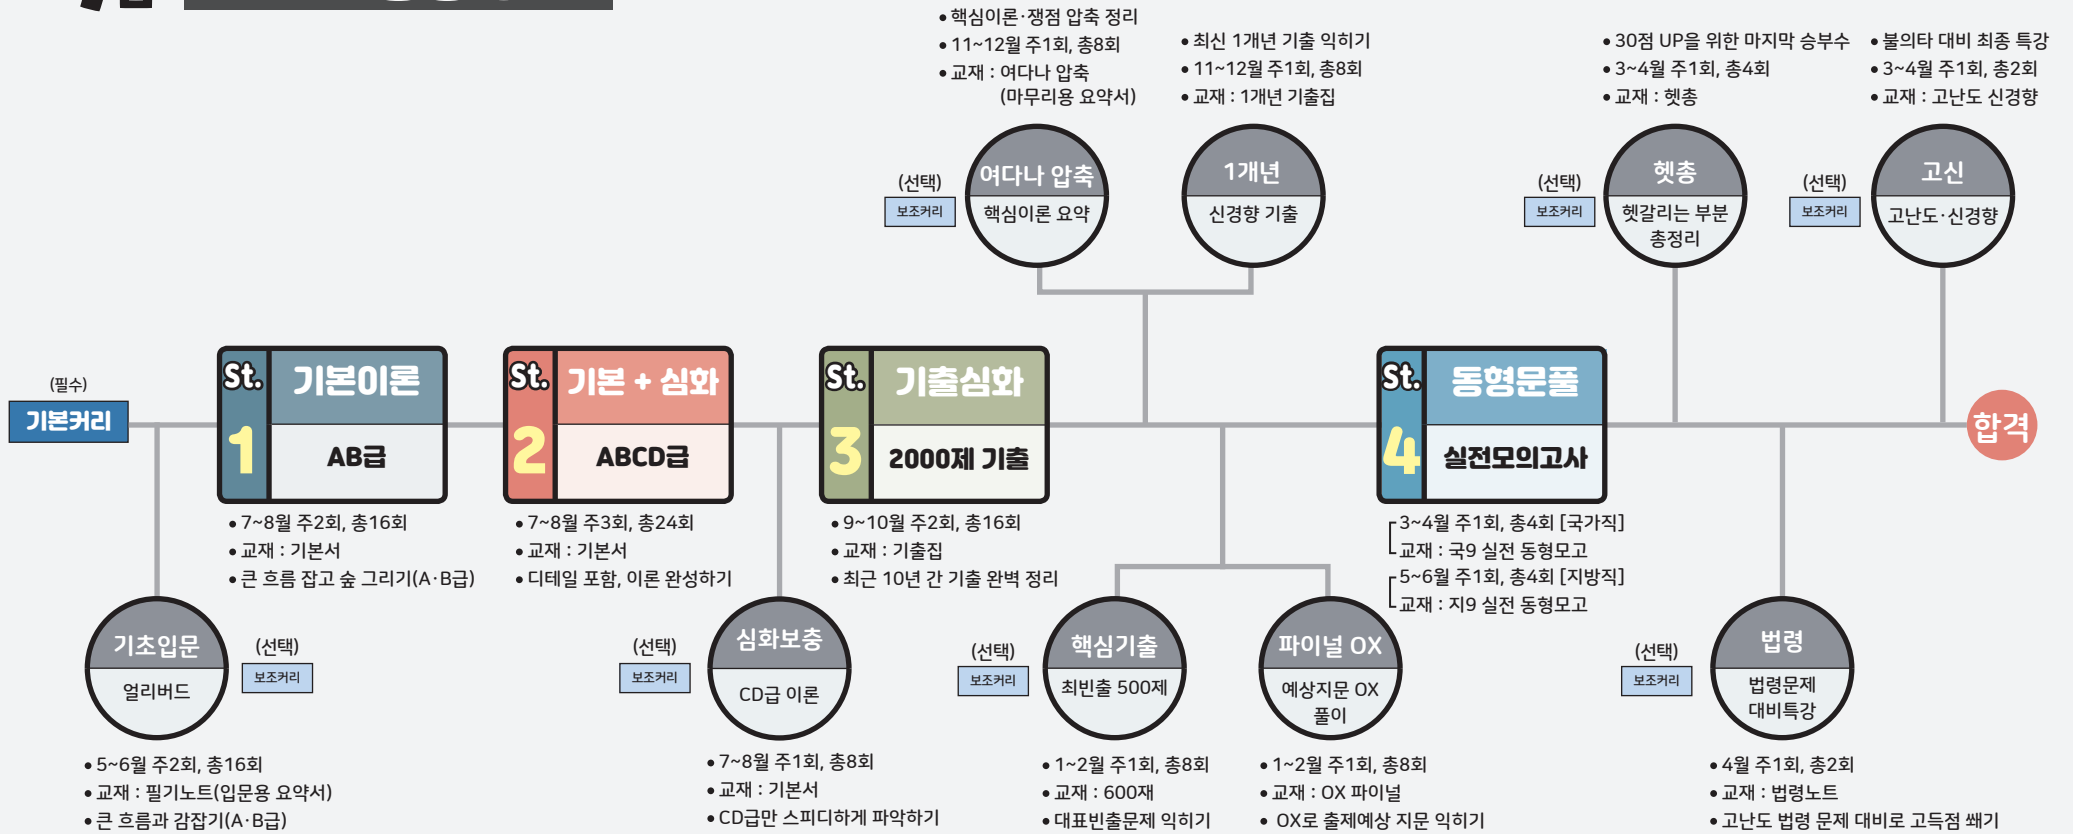 • 핵심이론·쟁점 압축 정리
• 11~12월 주1회, 총8회
• 교재 : 여다나 압축
(마무리용 요약서)
• 최신 1개년 기출 익히기
• 11~12월 주1회, 총8회
• 교재 : 1개년 기출집
• 30점 UP을 위한 마지막 승부수
• 3~4월 주1회, 총4회
• 교재 : 헷총
• 불의타 대비 최종 특강
• 3~4월 주1회, 총2회
• 교재 : 고난도 신경향
(선택)
보조커리
여다나 압축
핵심이론 요약
1개년
신경향 기출
(선택)
보조커리
헷총
헷갈리는 부분
총정리
(선택)
보조커리
고신
고난도·신경향
(필수)
기본커리
St.
1
기본이론
AB급
St.
2
기본 + 심화
ABCD급
St.
3
기출심화
2000제 기출
St.
4
동형문풀
실전모의고사
합격
• 7~8월 주2회, 총16회
• 교재 : 기본서
• 큰 흐름 잡고 숲 그리기(A·B급)
• 7~8월 주3회, 총24회
• 교재 : 기본서
• 디테일 포함, 이론 완성하기
• 9~10월 주2회, 총16회
• 교재 : 기출집
• 최근 10년 간 기출 완벽 정리
3~4월 주1회, 총4회 [국가직]
교재 : 국9 실전 동형모고
5~6월 주1회, 총4회 [지방직]
교재 : 지9 실전 동형모고
기초입문
얼리버드
(선택)
보조커리
(선택)
보조커리
심화보충
CD급 이론
(선택)
보조커리
핵심기출
최빈출 500제
파이널 OX
예상지문 OX
풀이
(선택)
보조커리
법령
법령문제
대비특강
• 5~6월 주2회, 총16회
• 교재 : 필기노트(입문용 요약서)
• 큰 흐름과 감잡기(A·B급)
• 7~8월 주1회, 총8회
• 교재 : 기본서
• CD급만 스피디하게 파악하기
• 1~2월 주1회, 총8회
• 교재 : 600재
• 대표빈출문제 익히기
• 1~2월 주1회, 총8회
• 교재 : OX 파이널
• OX로 출제예상 지문 익히기
• 4월 주1회, 총2회
• 교재 : 법령노트
• 고난도 법령 문제 대비로 고득점 쐐기